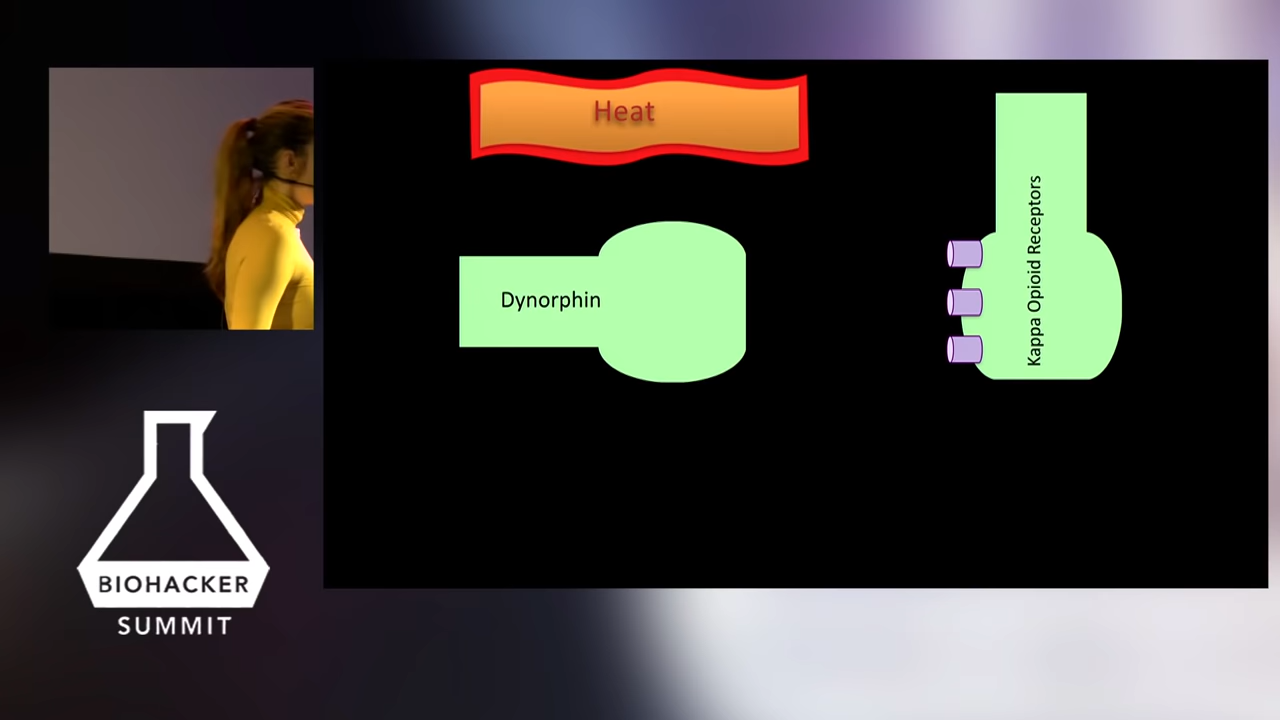 Heat
Dynorphin
Kappa Opioid Receptors
BIOHACKER
SUMMIT